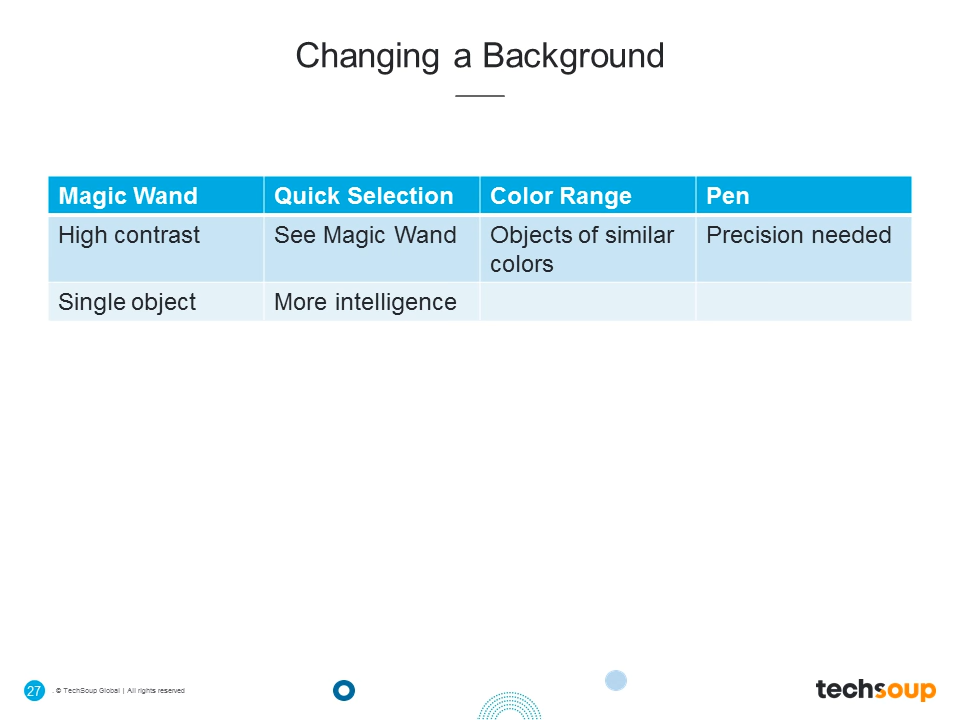 Changing a Background
Magic Wand Quick Selection Color Range Pen
High contrast See Magic Wand Objects of similar colors Precision needed
Single object More intelligence
27 . © TechSoup Global | All rights reserved
techsoup